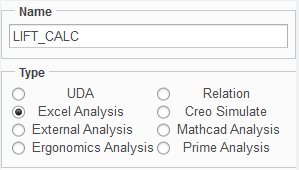 Name
LIFT_CALC
Type
UDA Relation
Excel Analysis Creo Simulate
External Analysis Mathcad Analysis
Ergonomics Analysis Prime Analysis